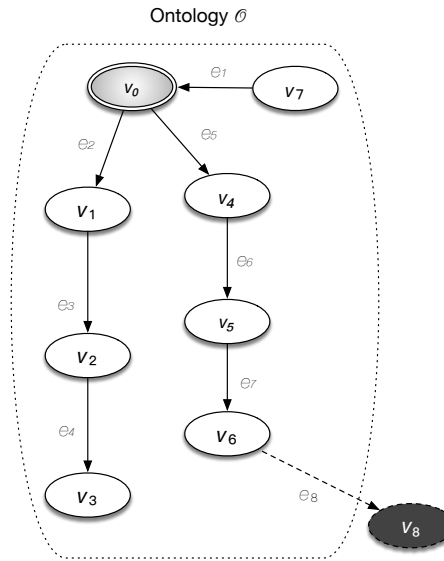 Ontology 𝒪
v₀
e₁
v₇
e₂
e₅
v₁
v₄
e₃
e₆
v₂
v₅
e₇
e₄
v₆
v₃
e₈
v₈